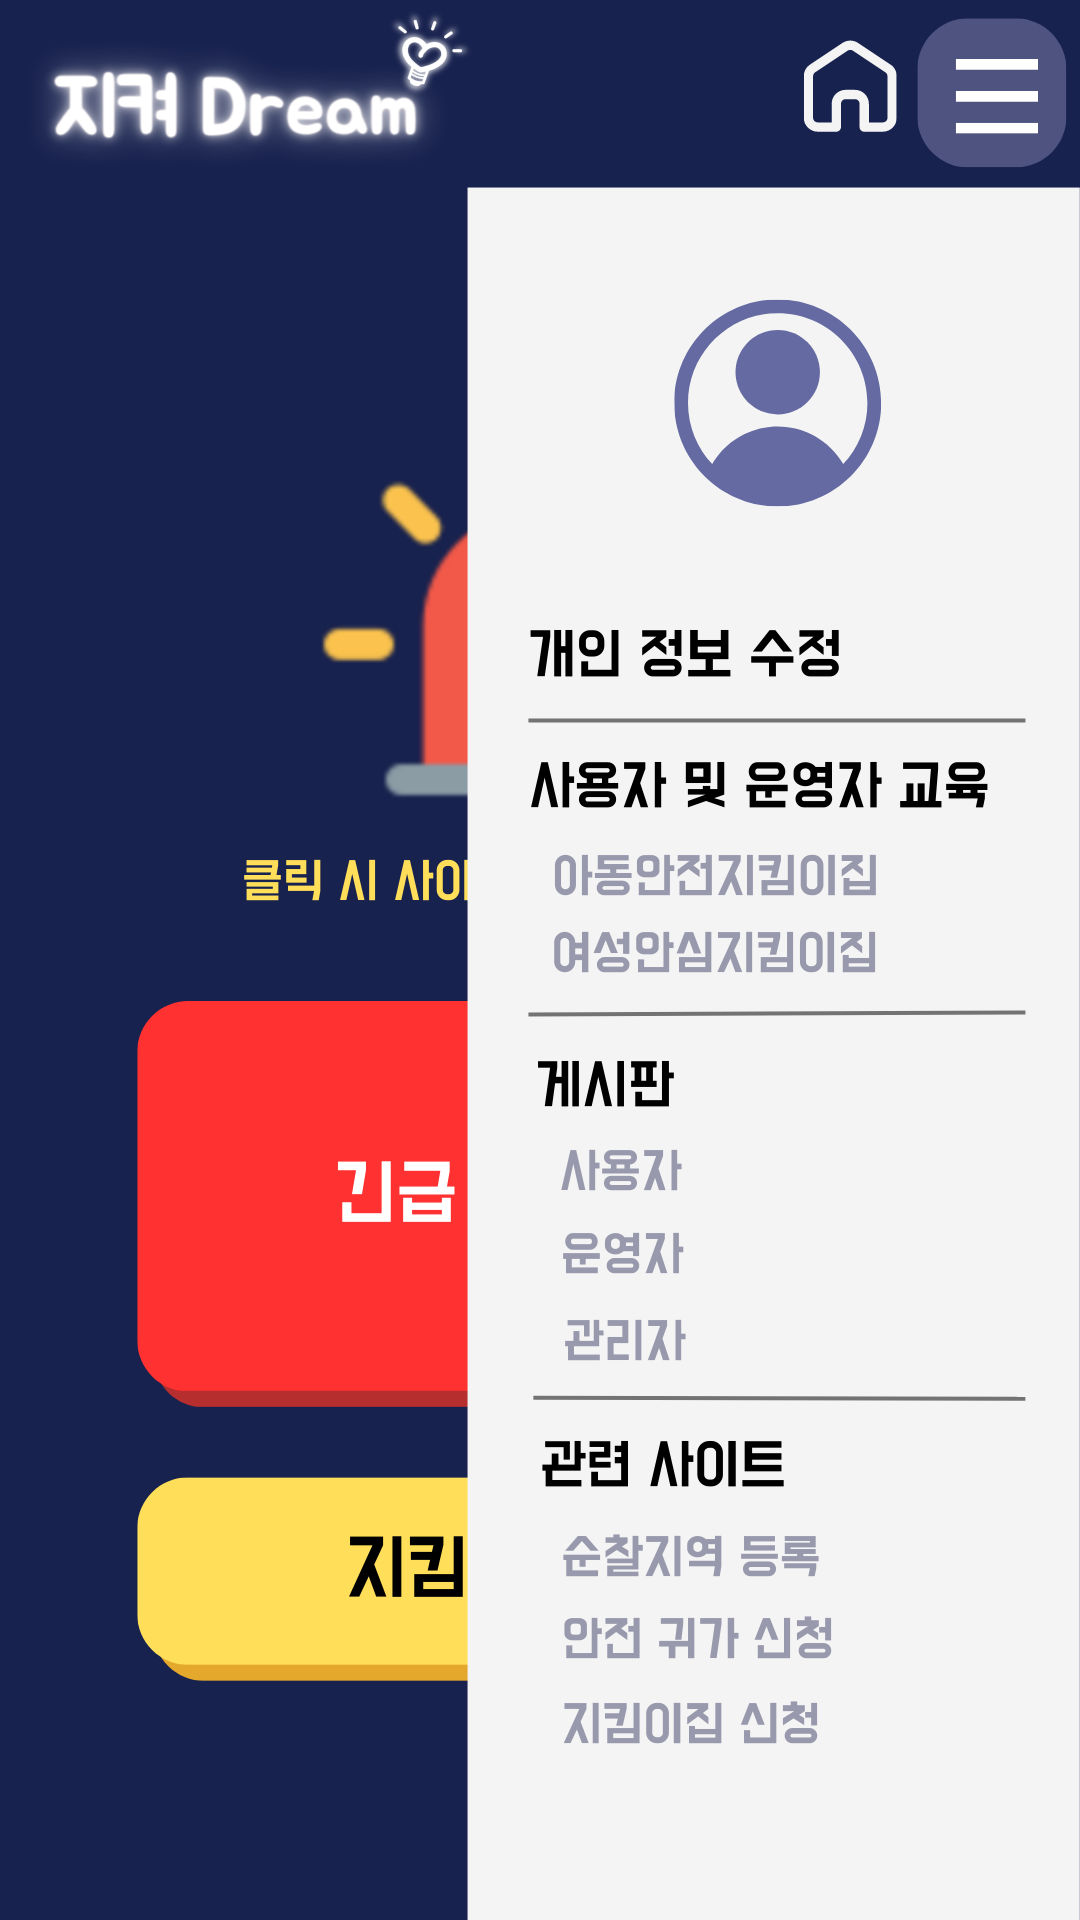 지켜 Dream
개인 정보 수정
사용자 및 운영자 교육
아동안전지킴이집
여성안심지킴이집
게시판
사용자
운영자
관리자
관련 사이트
순찰지역 등록
안전 귀가 신청
지킴이집 신청
클릭 시 사이
긴급
지킴